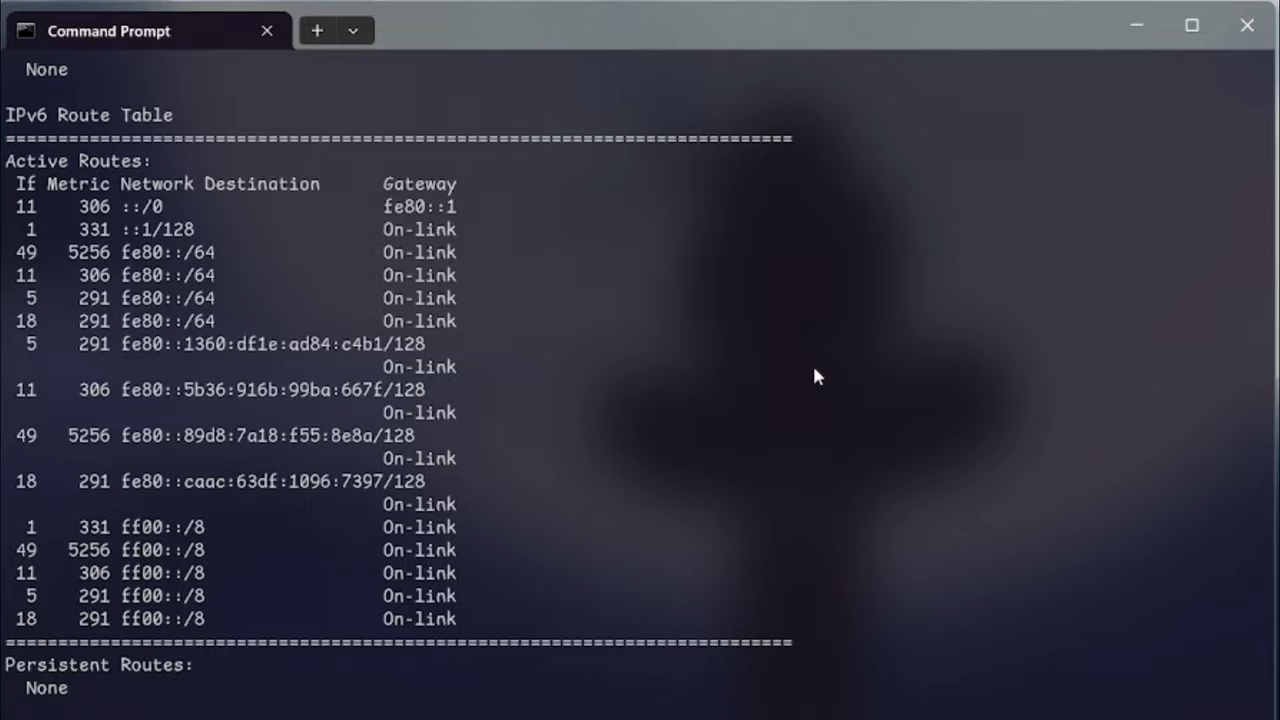 Command Prompt
None
IPv6 Route Table
===========================================================================
Active Routes:
If Metric Network Destination      Gateway
11    306 ::/0                     fe80::1
1    331 ::1/128                  On-link
49   5256 fe80::/64                On-link
11    306 fe80::/64                On-link
5    291 fe80::/64                On-link
18    291 fe80::/64                On-link
5    291 fe80::1360:df1e:ad84:c4b1/128
On-link
11    306 fe80::5b36:916b:99ba:667f/128
On-link
49   5256 fe80::89d8:7a18:f55:8e8a/128
On-link
18    291 fe80::caac:63df:1096:7397/128
On-link
1    331 ff00::/8                 On-link
49   5256 ff00::/8                 On-link
11    306 ff00::/8                 On-link
5    291 ff00::/8                 On-link
18    291 ff00::/8                 On-link
===========================================================================
Persistent Routes:
None